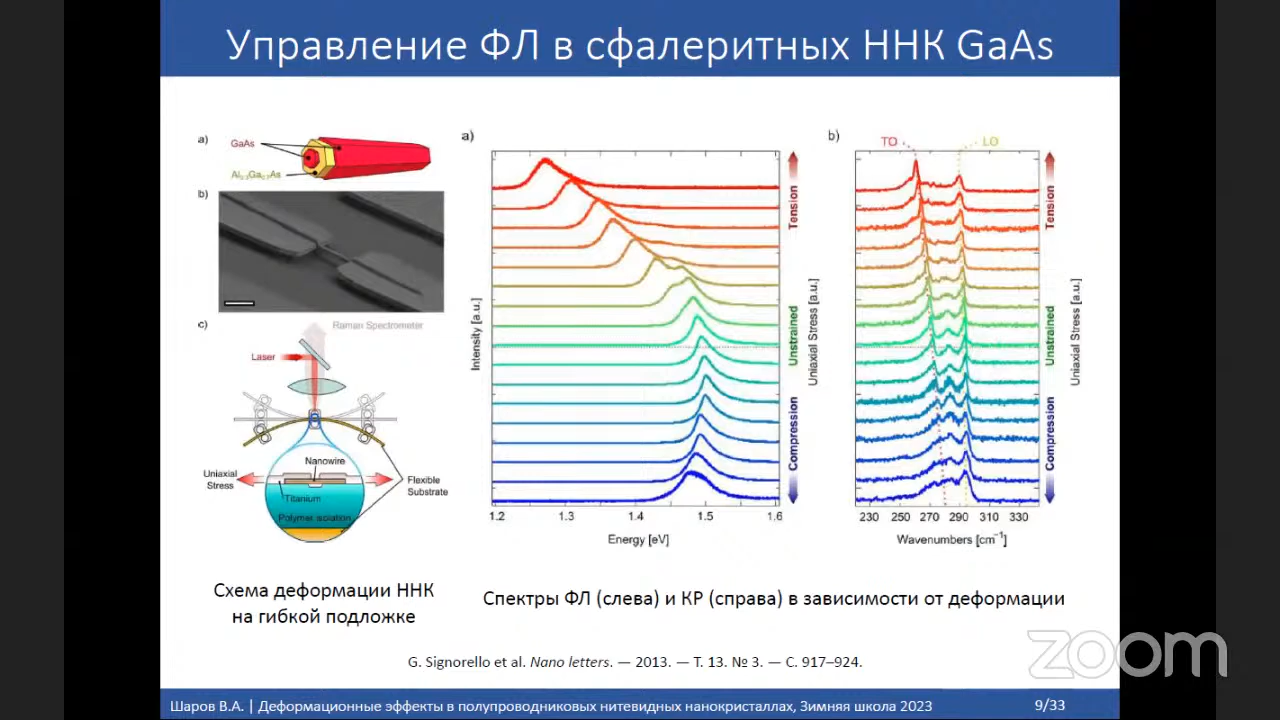 Управление ФЛ в сфалеритных ННК GaAs
a)
GaAs
Al₀.₃Ga₀.₇As
b)
c)
Raman Spectrometer
Laser
Nanowire
Uniaxial
Stress
Titanium
Polymer isolation
Flexible
Substrate
a)
Intensity [a.u.]
1.2 1.3 1.4 1.5 1.6
Energy [eV]
Tension
Unstrained
Compression
Uniaxial Stress [a.u.]
b)
TO LO
230 250 270 290 310 330
Wavenumbers [cm⁻¹]
Tension
Unstrained
Compression
Uniaxial Stress [a.u.]
Схема деформации ННК
на гибкой подложке
Спектры ФЛ (слева) и КР (справа) в зависимости от деформации
G. Signorello et al. Nano letters. — 2013. — Т. 13. № 3. — С. 917–924.
zoom
Шаров В.А. | Деформационные эффекты в полупроводниковых нитевидных нанокристаллах, Зимняя школа 2023 9/33